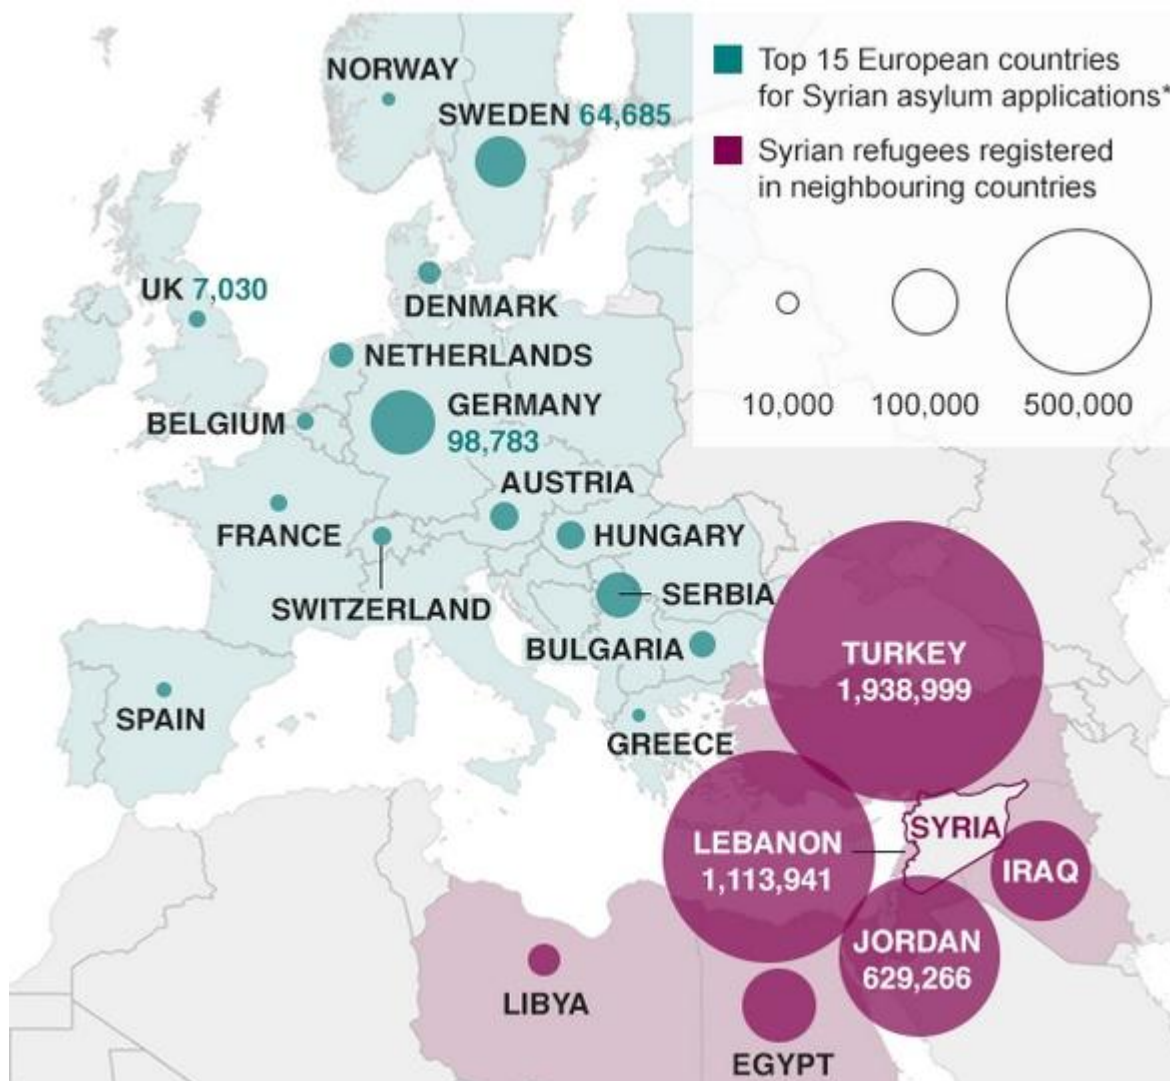 Top 15 European countries
for Syrian asylum applications*
Syrian refugees registered
in neighbouring countries
10,000 100,000 500,000
NORWAY
SWEDEN 64,685
UK 7,030
DENMARK
NETHERLANDS
BELGIUM
GERMANY
98,783
AUSTRIA
FRANCE
HUNGARY
SWITZERLAND
SERBIA
BULGARIA
SPAIN
GREECE
TURKEY
1,938,999
LEBANON
1,113,941
SYRIA
IRAQ
JORDAN
629,266
LIBYA
EGYPT